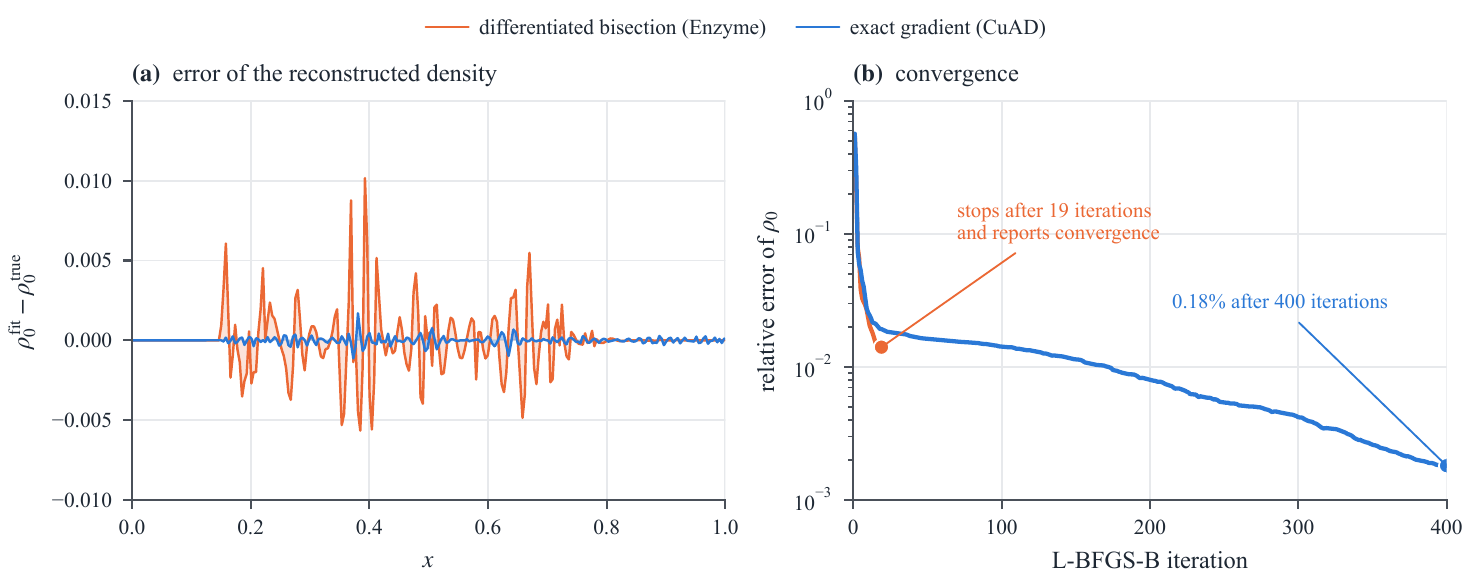 differentiated bisection (Enzyme) exact gradient (CuAD)
(a) error of the reconstructed density
0.015
0.010
0.005
0.000
−0.005
−0.010
ρ₀ᶠⁱᵗ − ρ₀ᵗʳᵘᵉ
0.0 0.2 0.4 0.6 0.8 1.0
x
(b) convergence
10⁰
10⁻¹
10⁻²
10⁻³
relative error of ρ₀
stops after 19 iterations
and reports convergence
0.18% after 400 iterations
0 100 200 300 400
L-BFGS-B iteration